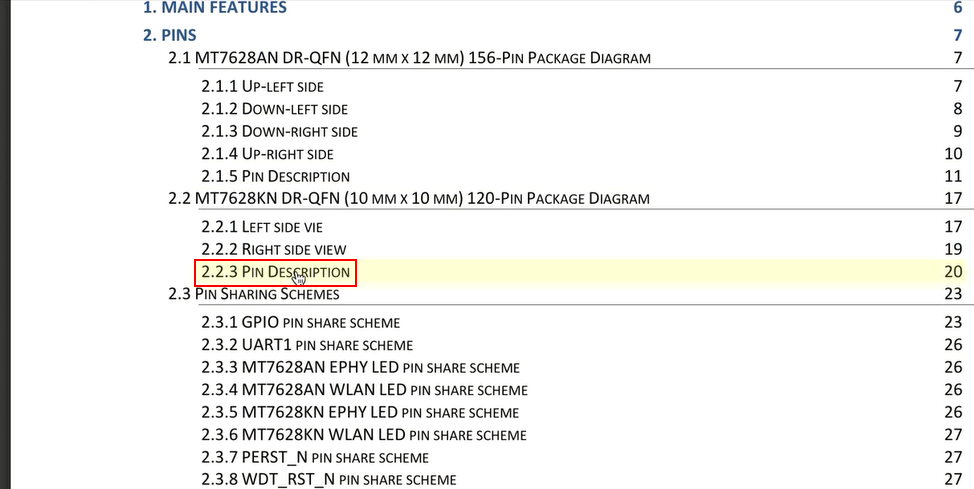 1. MAIN FEATURES 6
2. PINS 7
2.1 MT7628AN DR-QFN (12 MM X 12 MM) 156-PIN PACKAGE DIAGRAM 7
2.1.1 UP-LEFT SIDE 7
2.1.2 DOWN-LEFT SIDE 8
2.1.3 DOWN-RIGHT SIDE 9
2.1.4 UP-RIGHT SIDE 10
2.1.5 PIN DESCRIPTION 11
2.2 MT7628KN DR-QFN (10 MM X 10 MM) 120-PIN PACKAGE DIAGRAM 17
2.2.1 LEFT SIDE VIE 17
2.2.2 RIGHT SIDE VIEW 19
2.2.3 PIN DESCRIPTION 20
2.3 PIN SHARING SCHEMES 23
2.3.1 GPIO PIN SHARE SCHEME 23
2.3.2 UART1 PIN SHARE SCHEME 26
2.3.3 MT7628AN EPHY LED PIN SHARE SCHEME 26
2.3.4 MT7628AN WLAN LED PIN SHARE SCHEME 26
2.3.5 MT7628KN EPHY LED PIN SHARE SCHEME 26
2.3.6 MT7628KN WLAN LED PIN SHARE SCHEME 27
2.3.7 PERST_N PIN SHARE SCHEME 27
2.3.8 WDT_RST_N PIN SHARE SCHEME 27